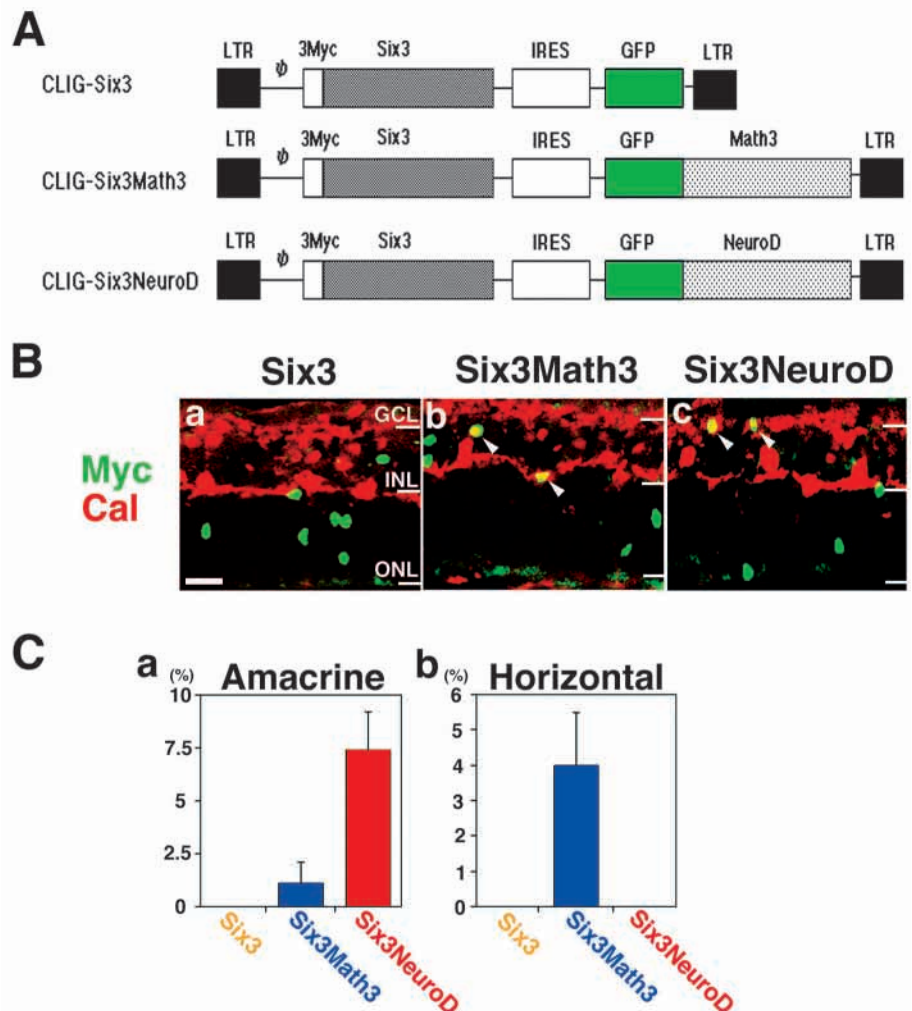 A
LTR ψ 3Myc Six3 IRES GFP LTR
CLIG-Six3
LTR ψ 3Myc Six3 IRES GFP Math3 LTR
CLIG-Six3Math3
LTR ψ 3Myc Six3 IRES GFP NeuroD LTR
CLIG-Six3NeuroD
B
Six3 Six3Math3 Six3NeuroD
Myc
Cal
a GCL INL ONL
b
c
C
a (%) Amacrine
10
7.5
5
2.5
0
Six3 Six3Math3 Six3NeuroD
b (%) Horizontal
6
5
4
3
2
1
0
Six3 Six3Math3 Six3NeuroD